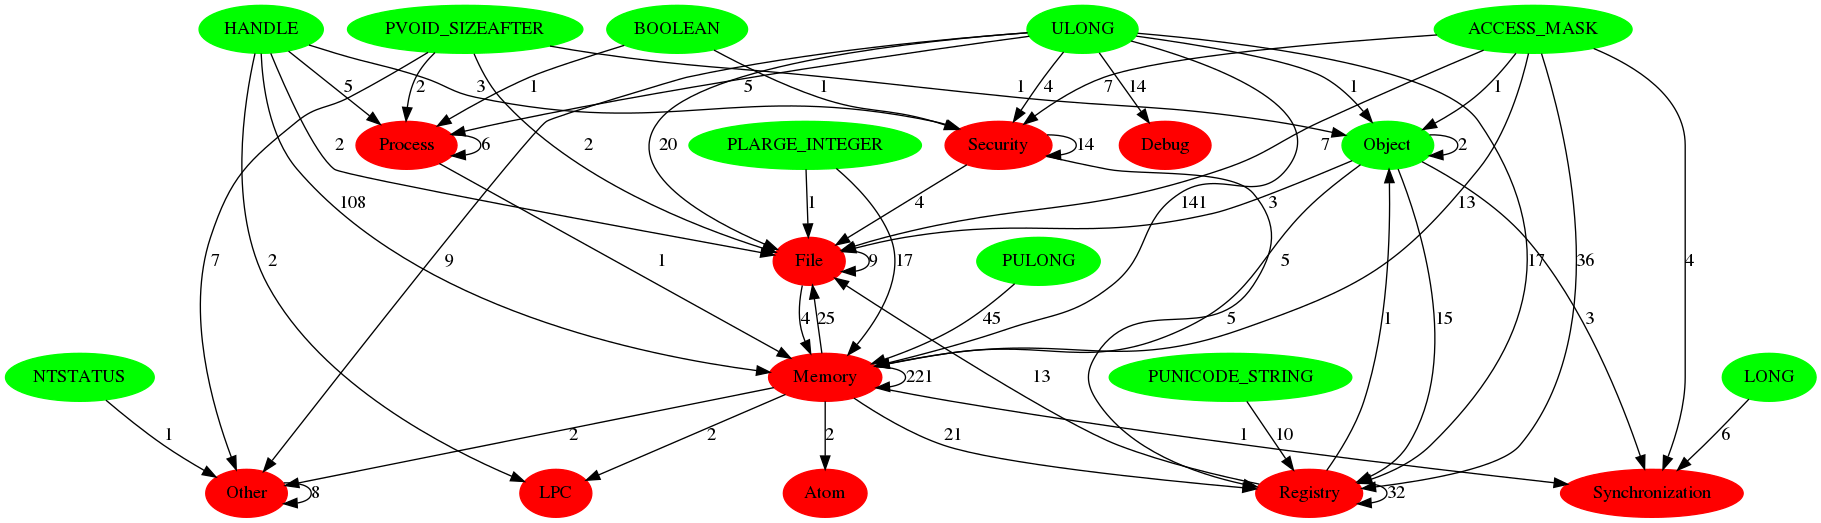 HANDLE PVOID_SIZEAFTER BOOLEAN ULONG ACCESS_MASK
5 2 3 1 5 1 1 4 14 7 1 1
Process 6 2 2 20 PLARGE_INTEGER Security 14 Debug 7 Object 2
108 1 4 141 3 13
7 2 9 1 File 9 17 PULONG 5 17 36 4
4 25 45 5 1 15 3
NTSTATUS Memory 221 13 PUNICODE_STRING LONG
1 2 2 2 21 1 10 6
Other 8 LPC Atom Registry 32 Synchronization